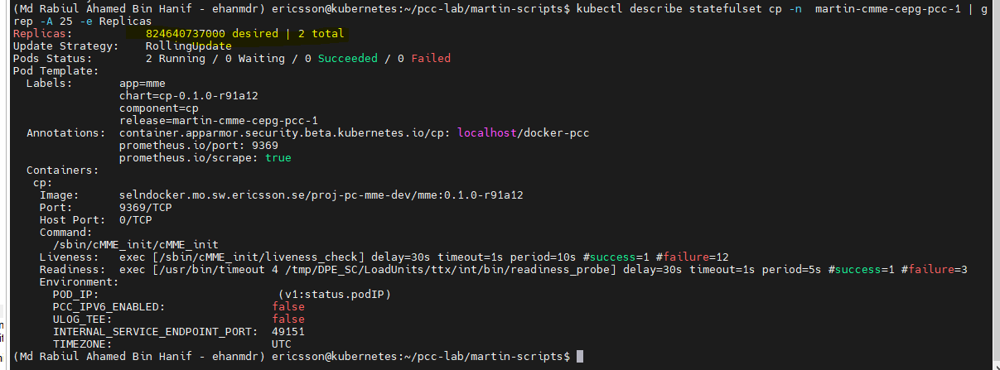 (Md Rabiul Ahamed Bin Hanif - ehanmdr) ericsson@kubernetes:~/pcc-lab/martin-scripts$ kubectl describe statefulset cp -n  martin-cmme-cepg-pcc-1 | g
rep -A 25 -e Replicas
Replicas:           824640737000 desired | 2 total
Update Strategy:    RollingUpdate
Pods Status:        2 Running / 0 Waiting / 0 Succeeded / 0 Failed
Pod Template:
  Labels:       app=mme
                chart=cp-0.1.0-r91a12
                component=cp
                release=martin-cmme-cepg-pcc-1
  Annotations:  container.apparmor.security.beta.kubernetes.io/cp: localhost/docker-pcc
                prometheus.io/port: 9369
                prometheus.io/scrape: true
  Containers:
   cp:
    Image:      selndocker.mo.sw.ericsson.se/proj-pc-mme-dev/mme:0.1.0-r91a12
    Port:       9369/TCP
    Host Port:  0/TCP
    Command:
      /sbin/cMME_init/cMME_init
    Liveness:   exec [/sbin/cMME_init/liveness_check] delay=30s timeout=1s period=10s #success=1 #failure=12
    Readiness:  exec [/usr/bin/timeout 4 /tmp/DPE_SC/LoadUnits/ttx/int/bin/readiness_probe] delay=30s timeout=1s period=5s #success=1 #failure=3
    Environment:
      POD_IP:                           (v1:status.podIP)
      PCC_IPV6_ENABLED:                false
      ULOG_TEE:                        false
      INTERNAL_SERVICE_ENDPOINT_PORT:  49151
      TIMEZONE:                        UTC
(Md Rabiul Ahamed Bin Hanif - ehanmdr) ericsson@kubernetes:~/pcc-lab/martin-scripts$